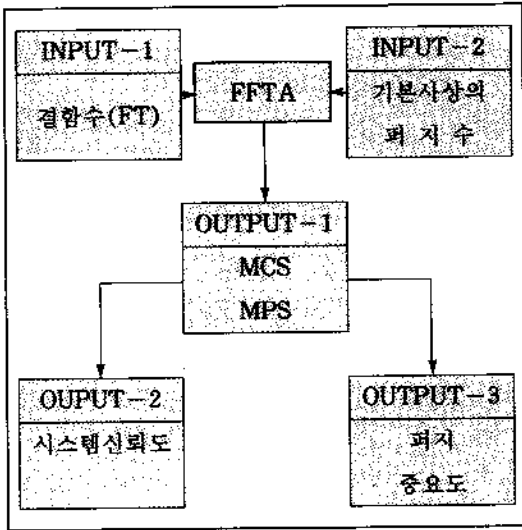 INPUT-1
결함수(FT)
FFTA
INPUT-2
기본사상의
퍼 지 수
OUTPUT-1
MCS
MPS
OUPUT-2
시스템신뢰도
OUTPUT-3
퍼지
중요도